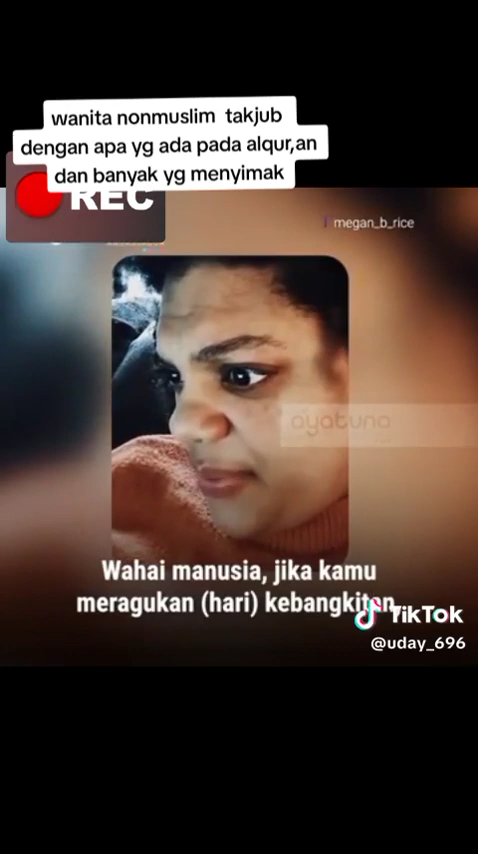 wanita nonmuslim takjub
dengan apa yg ada pada alqur,an
dan banyak yg menyimak
REC
megan_b_rice
ayatuna
Wahai manusia, jika kamu
meragukan (hari) kebangkitan,
TikTok
@uday_696